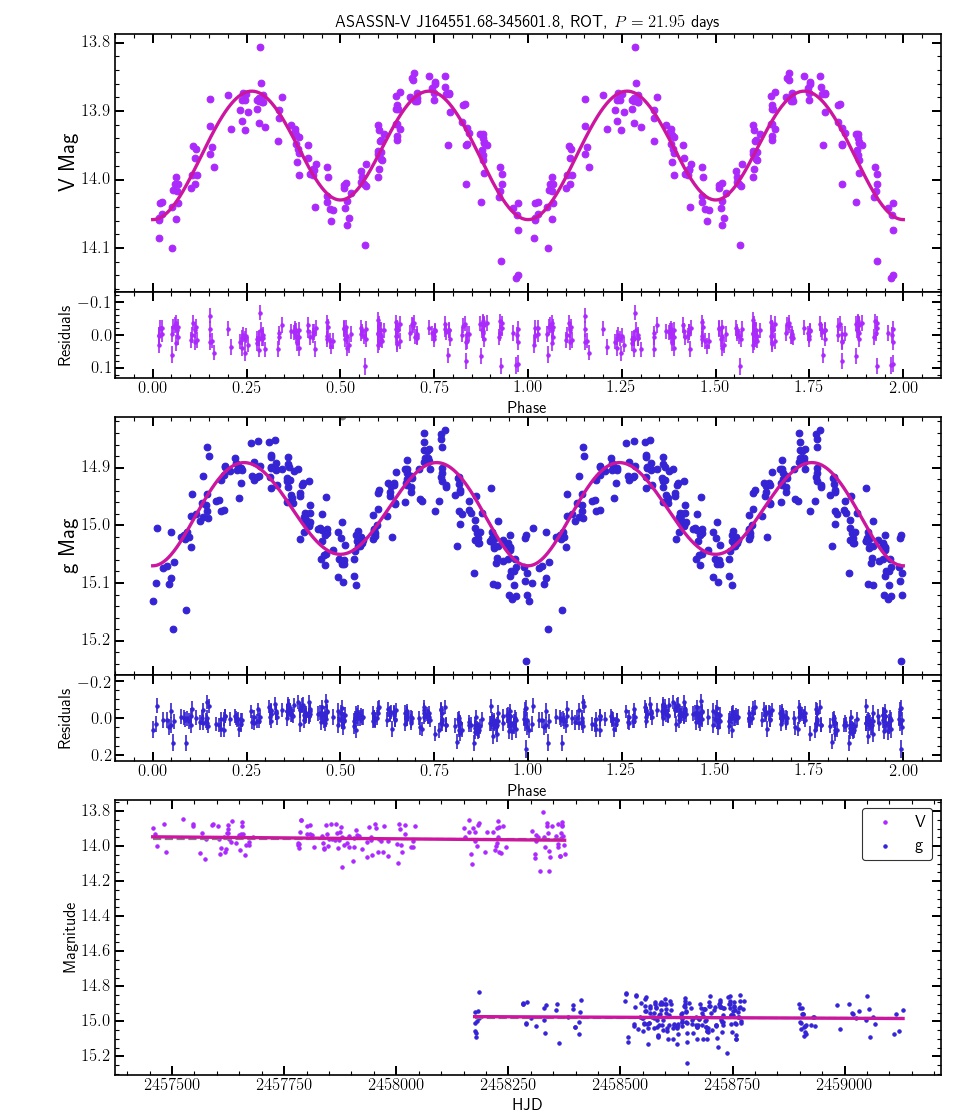 ASASSN-V J164551.68-345601.8, ROT, P = 21.95 days
13.8
13.9
14.0
14.1
V Mag
−0.1
0.0
0.1
Residuals
0.00 0.25 0.50 0.75 1.00 1.25 1.50 1.75 2.00
Phase
14.9
15.0
15.1
15.2
g Mag
−0.2
0.0
0.2
Residuals
0.00 0.25 0.50 0.75 1.00 1.25 1.50 1.75 2.00
Phase
13.8
14.0
14.2
14.4
14.6
14.8
15.0
15.2
Magnitude
V
g
2457500 2457750 2458000 2458250 2458500 2458750 2459000
HJD